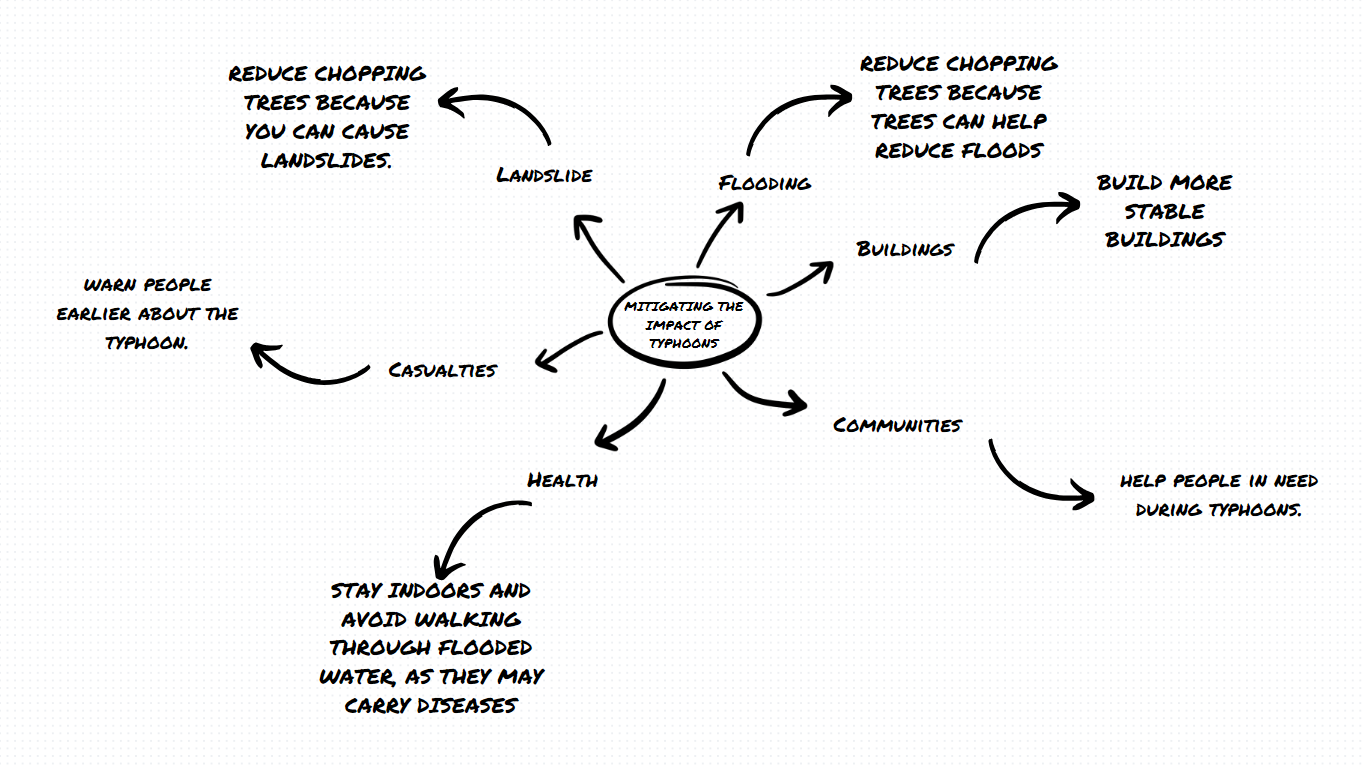 REDUCE CHOPPING
TREES BECAUSE
YOU CAN CAUSE
LANDSLIDES.
LANDSLIDE
REDUCE CHOPPING
TREES BECAUSE
TREES CAN HELP
REDUCE FLOODS
FLOODING
BUILD MORE
STABLE
BUILDINGS
BUILDINGS
MITIGATING THE
IMPACT OF
TYPHOONS
WARN PEOPLE
EARLIER ABOUT THE
TYPHOON.
CASUALTIES
COMMUNITIES
HELP PEOPLE IN NEED
DURING TYPHOONS.
HEALTH
STAY INDOORS AND
AVOID WALKING
THROUGH FLOODED
WATER, AS THEY MAY
CARRY DISEASES